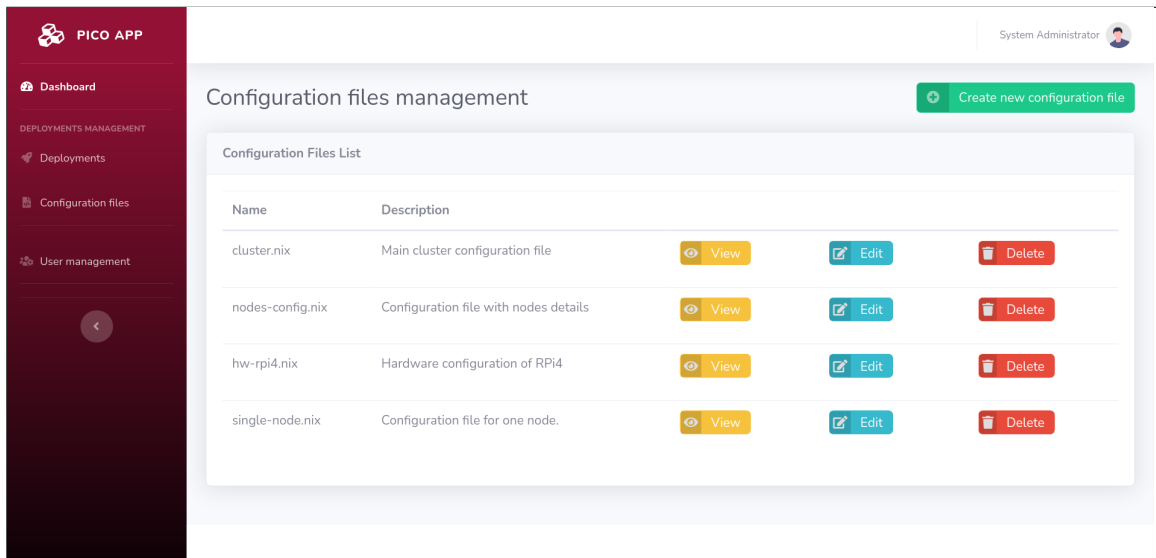 PICO APP
System Administrator
Dashboard
Configuration files management
Create new configuration file
DEPLOYMENTS MANAGEMENT
Deployments
Configuration files
User management
Configuration Files List
Name Description
cluster.nix Main cluster configuration file View Edit Delete
nodes-config.nix Configuration file with nodes details View Edit Delete
hw-rpi4.nix Hardware configuration of RPi4 View Edit Delete
single-node.nix Configuration file for one node. View Edit Delete